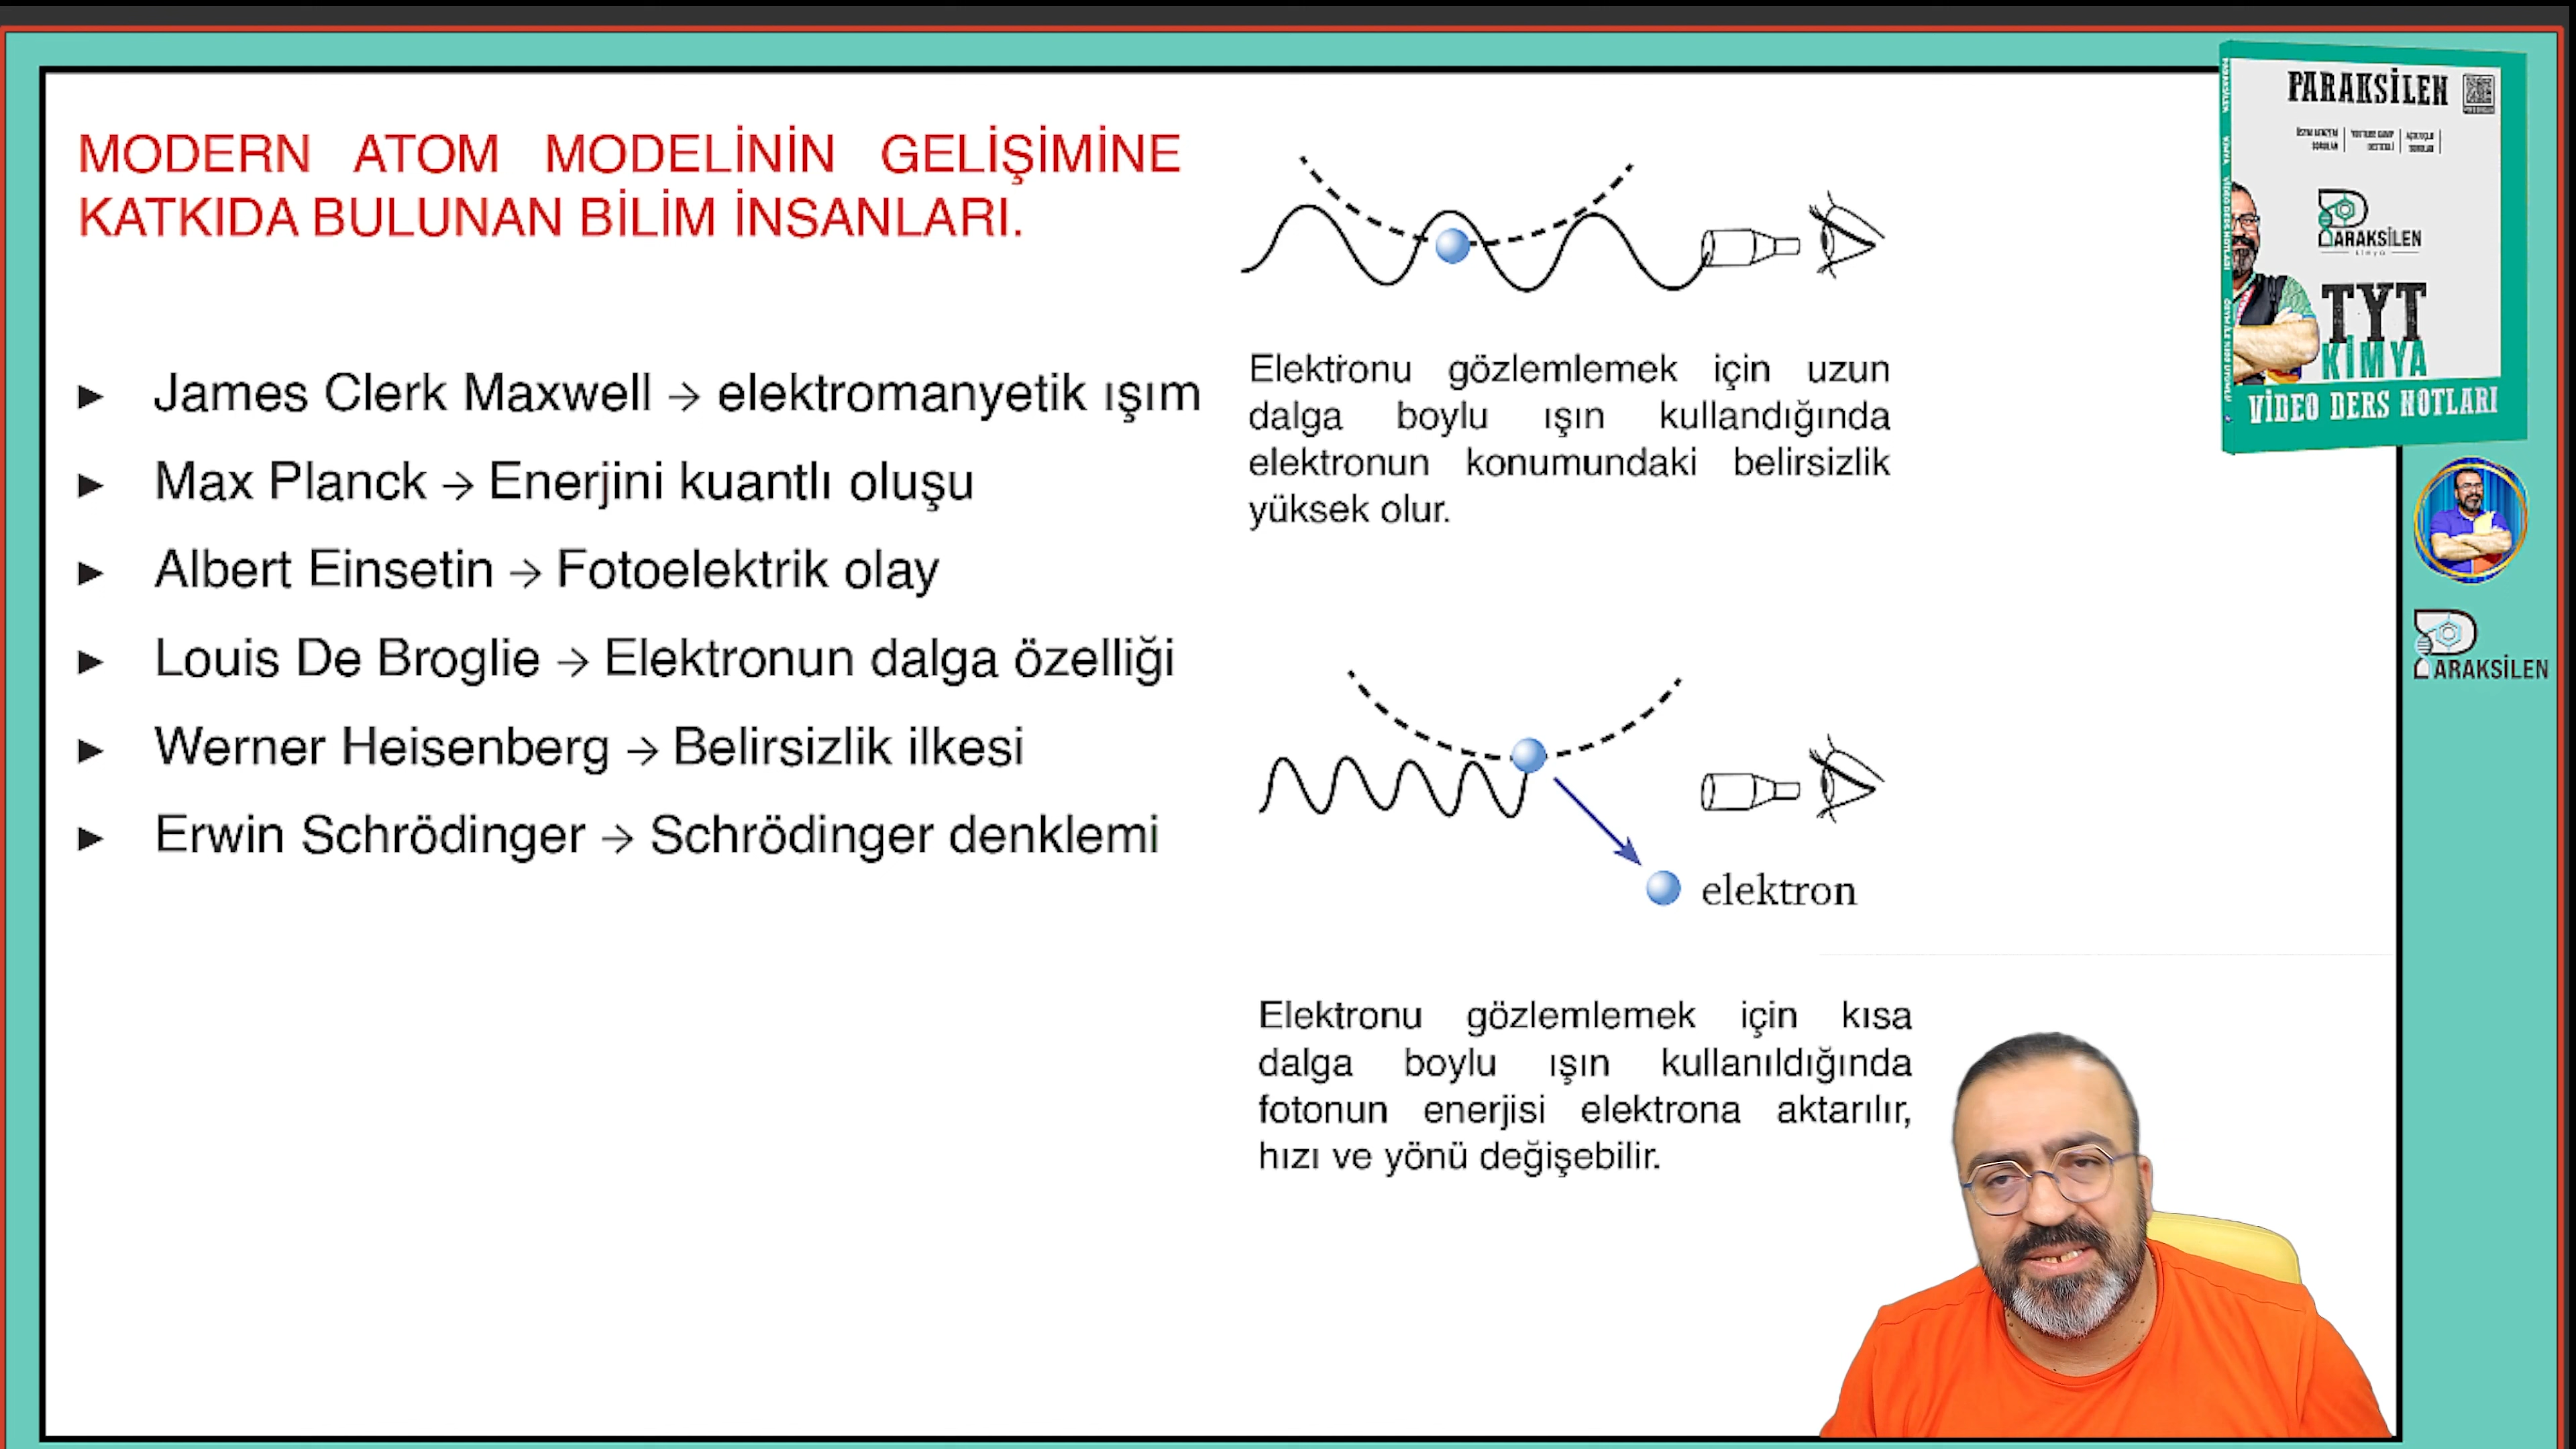 MODERN ATOM MODELİNİN GELİŞİMİNE
KATKIDA BULUNAN BİLİM İNSANLARI.
► James Clerk Maxwell → elektromanyetik ışım
► Max Planck → Enerjini kuantlı oluşu
► Albert Einsetin → Fotoelektrik olay
► Louis De Broglie → Elektronun dalga özelliği
► Werner Heisenberg → Belirsizlik ilkesi
► Erwin Schrödinger → Schrödinger denklemi
Elektronu gözlemlemek için uzun
dalga boylu ışın kullandığında
elektronun konumundaki belirsizlik
yüksek olur.
elektron
Elektronu gözlemlemek için kısa
dalga boylu ışın kullanıldığında
fotonun enerjisi elektrona aktarılır,
hızı ve yönü değişebilir.
PARAKSİLEN
PARAKSİLEN
kimya
TYT
KİMYA
VİDEO DERS NOTLARI
PARAKSİLEN